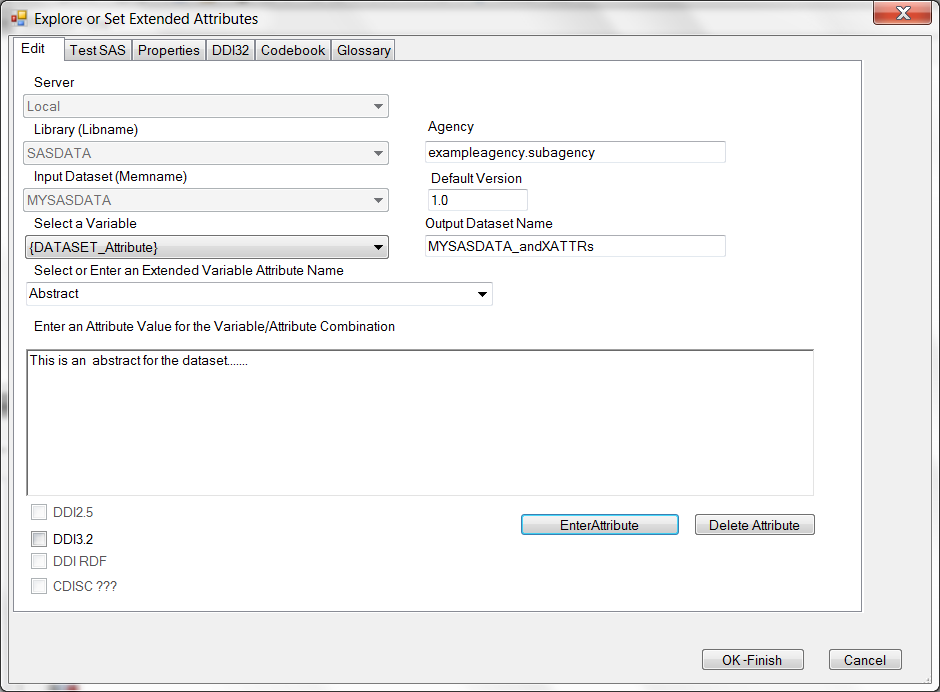 Explore or Set Extended Attributes
Edit
Test SAS
Properties
DDI32
Codebook
Glossary
Server
Local
Library (Libname)
Agency
SASDATA
exampleagency.subagency
Input Dataset (Memname)
Default Version
MYSASDATA
1.0
Select a Variable
Output Dataset Name
{DATASET_Attribute}
MYSASDATA_andXATTRs
Select or Enter an Extended Variable Attribute Name
Abstract
Enter an Attribute Value for the Variable/Attribute Combination
This is an  abstract for the dataset.......
DDI2.5
DDI3.2
EnterAttribute
Delete Attribute
DDI RDF
CDISC ???
OK -Finish
Cancel